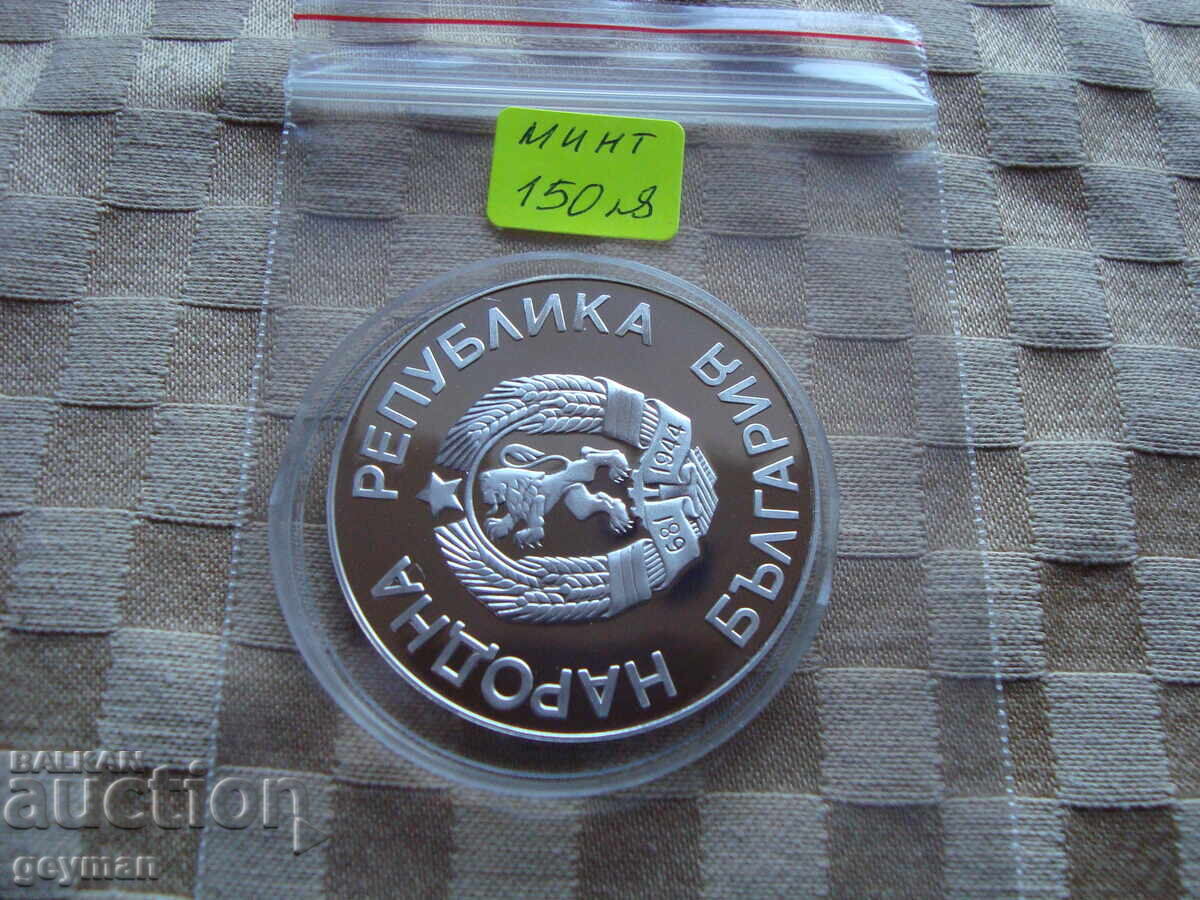 МИНТ
150 лв
НАРОДНА РЕПУБЛИКА
БЪЛГАРИЯ
681 1944
BALKAN
auction
geyman